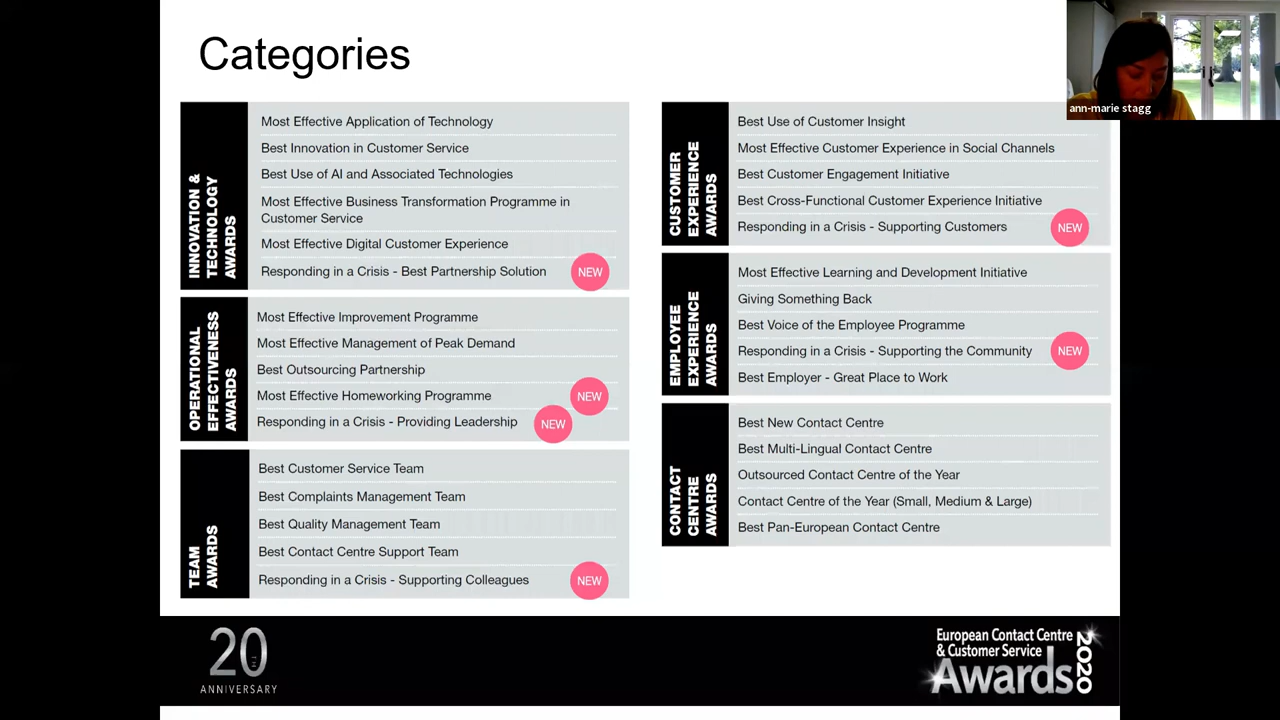 Categories
ann-marie stagg
INNOVATION &
TECHNOLOGY
AWARDS
Most Effective Application of Technology
Best Innovation in Customer Service
Best Use of AI and Associated Technologies
Most Effective Business Transformation Programme in
Customer Service
Most Effective Digital Customer Experience
Responding in a Crisis - Best Partnership Solution NEW
OPERATIONAL
EFFECTIVENESS
AWARDS
Most Effective Improvement Programme
Most Effective Management of Peak Demand
Best Outsourcing Partnership
Most Effective Homeworking Programme NEW
Responding in a Crisis - Providing Leadership NEW
TEAM
AWARDS
Best Customer Service Team
Best Complaints Management Team
Best Quality Management Team
Best Contact Centre Support Team
Responding in a Crisis - Supporting Colleagues NEW
CUSTOMER
EXPERIENCE
AWARDS
Best Use of Customer Insight
Most Effective Customer Experience in Social Channels
Best Customer Engagement Initiative
Best Cross-Functional Customer Experience Initiative
Responding in a Crisis - Supporting Customers NEW
EMPLOYEE
EXPERIENCE
AWARDS
Most Effective Learning and Development Initiative
Giving Something Back
Best Voice of the Employee Programme
Responding in a Crisis - Supporting the Community NEW
Best Employer - Great Place to Work
CONTACT
CENTRE
AWARDS
Best New Contact Centre
Best Multi-Lingual Contact Centre
Outsourced Contact Centre of the Year
Contact Centre of the Year (Small, Medium & Large)
Best Pan-European Contact Centre
20
TH
ANNIVERSARY
European Contact Centre
& Customer Service
Awards
2020